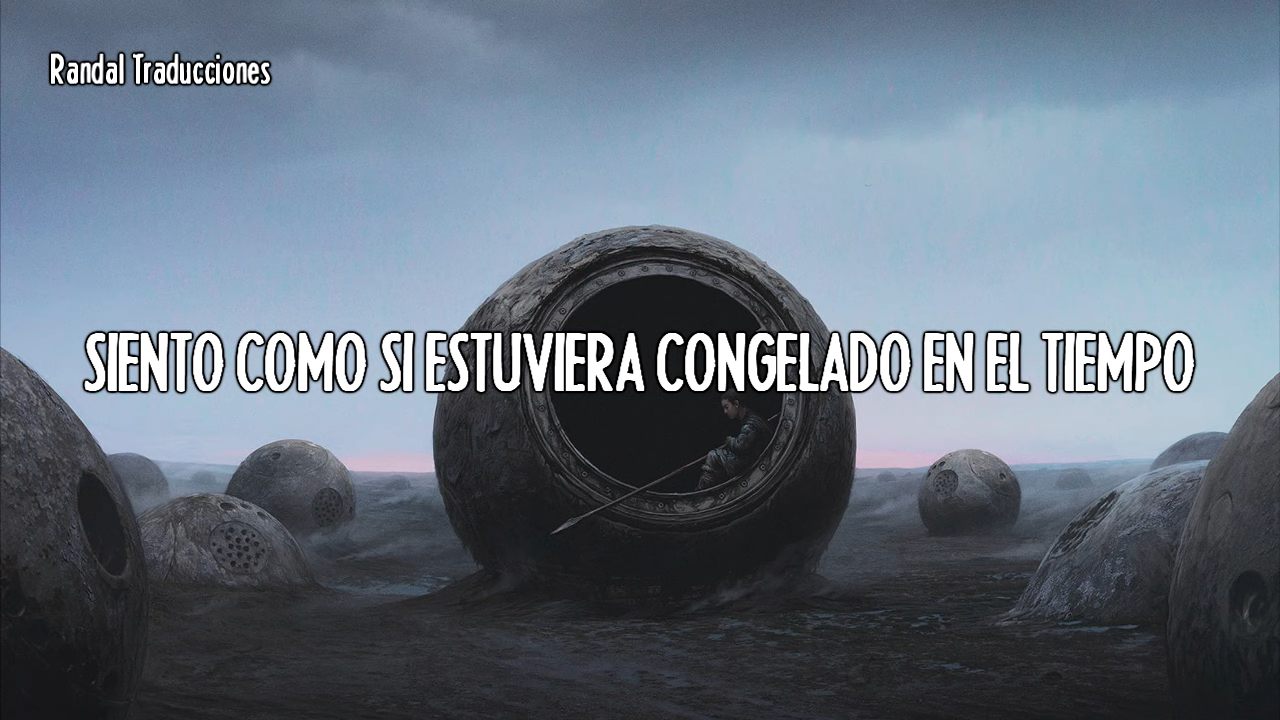 Randal Traducciones
SIENTO COMO SI ESTUVIERA CONGELADO EN EL TIEMPO